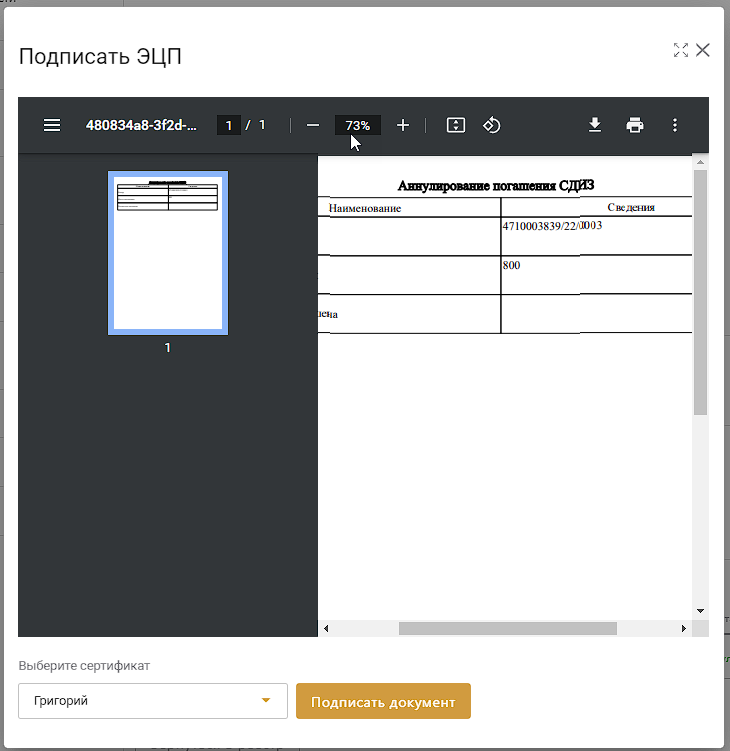 Подписать ЭЦП
480834a8-3f2d-... 1 / 1 73%
Аннулирование погашения СДИЗ
Наименование Сведения
4710003839/22/0003
800
1
Выберите сертификат
Григорий
Подписать документ